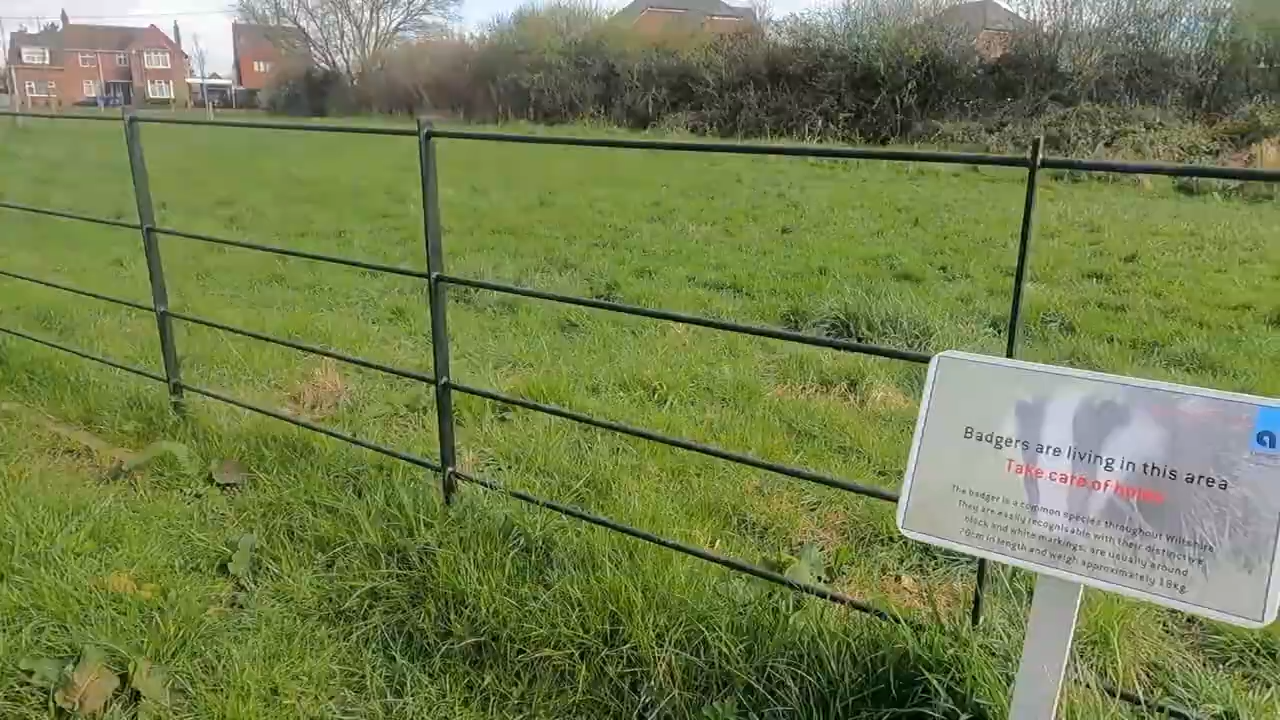 Badgers are living in this area
Take care of holes
The badger is a common species throughout Wiltshire
They are easily recognisable with their distinctive
black and white markings, are usually around
70cm in length and weigh approximately 18kg.
a